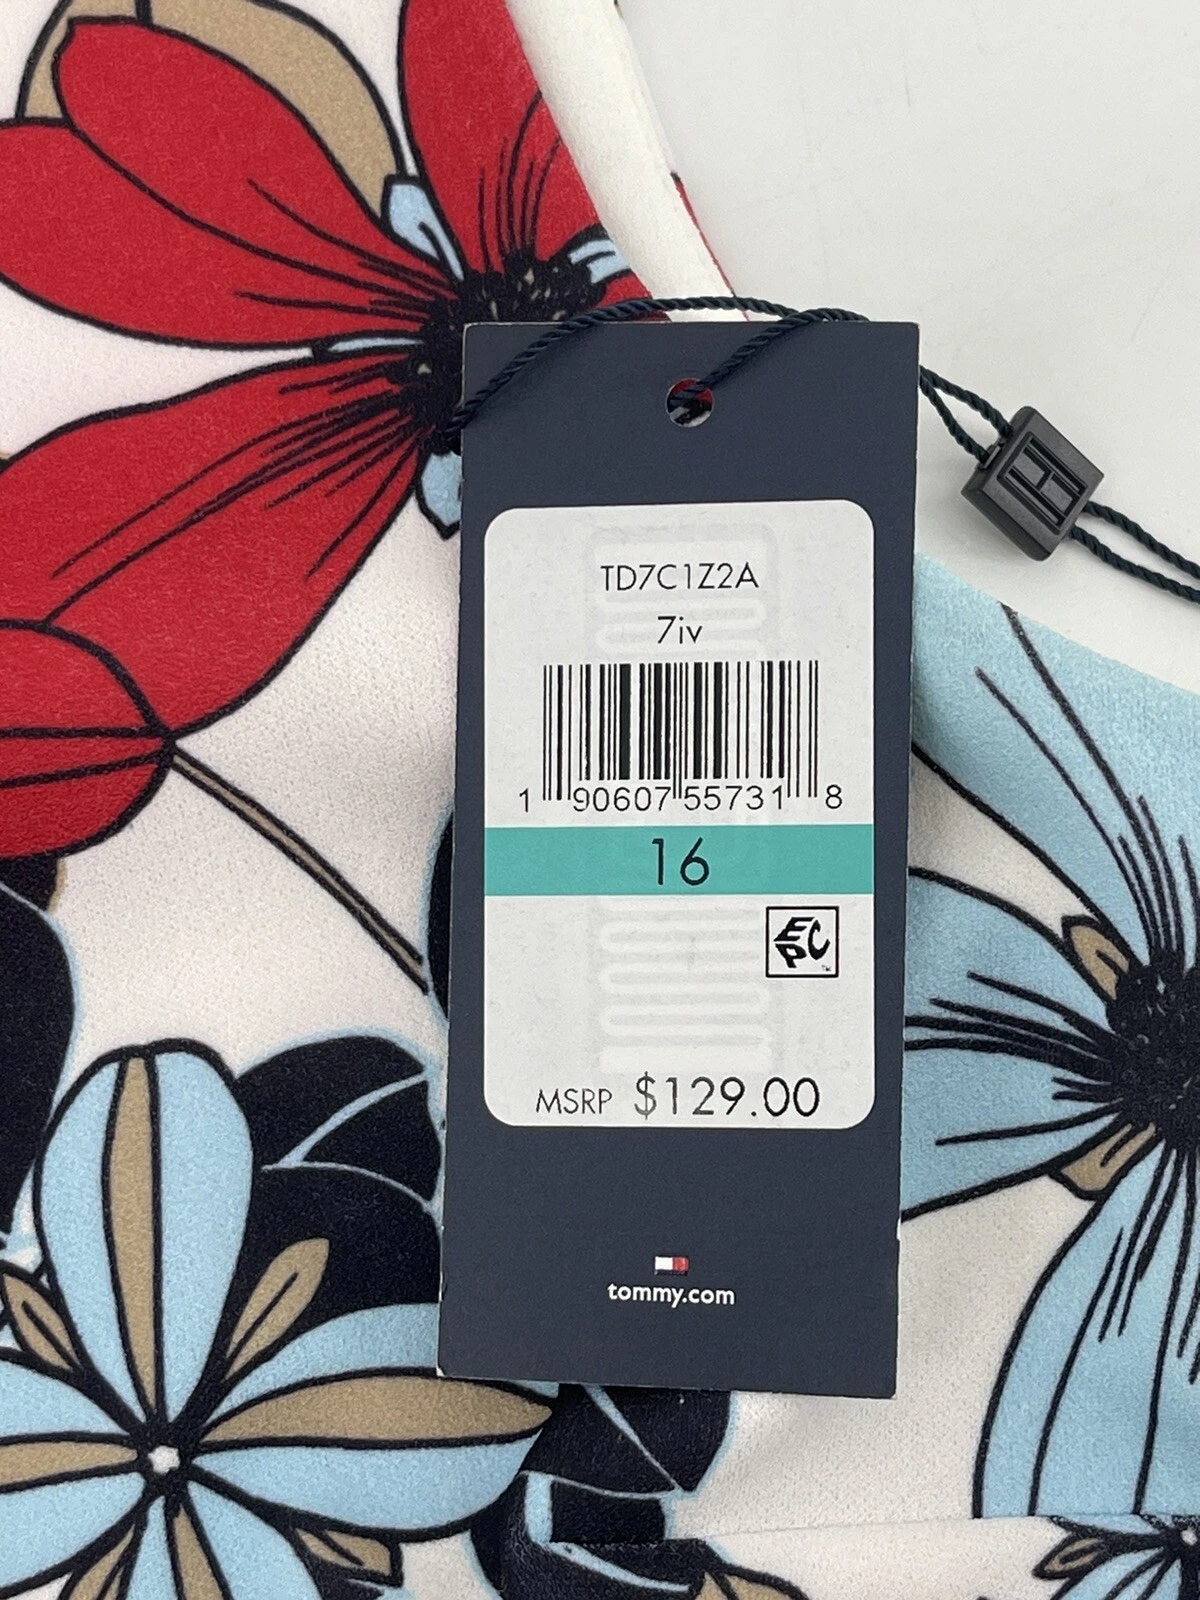 TD7C1Z2A
7iv
1 90607 55731 8
16
EPC
MSRP $129.00
tommy.com